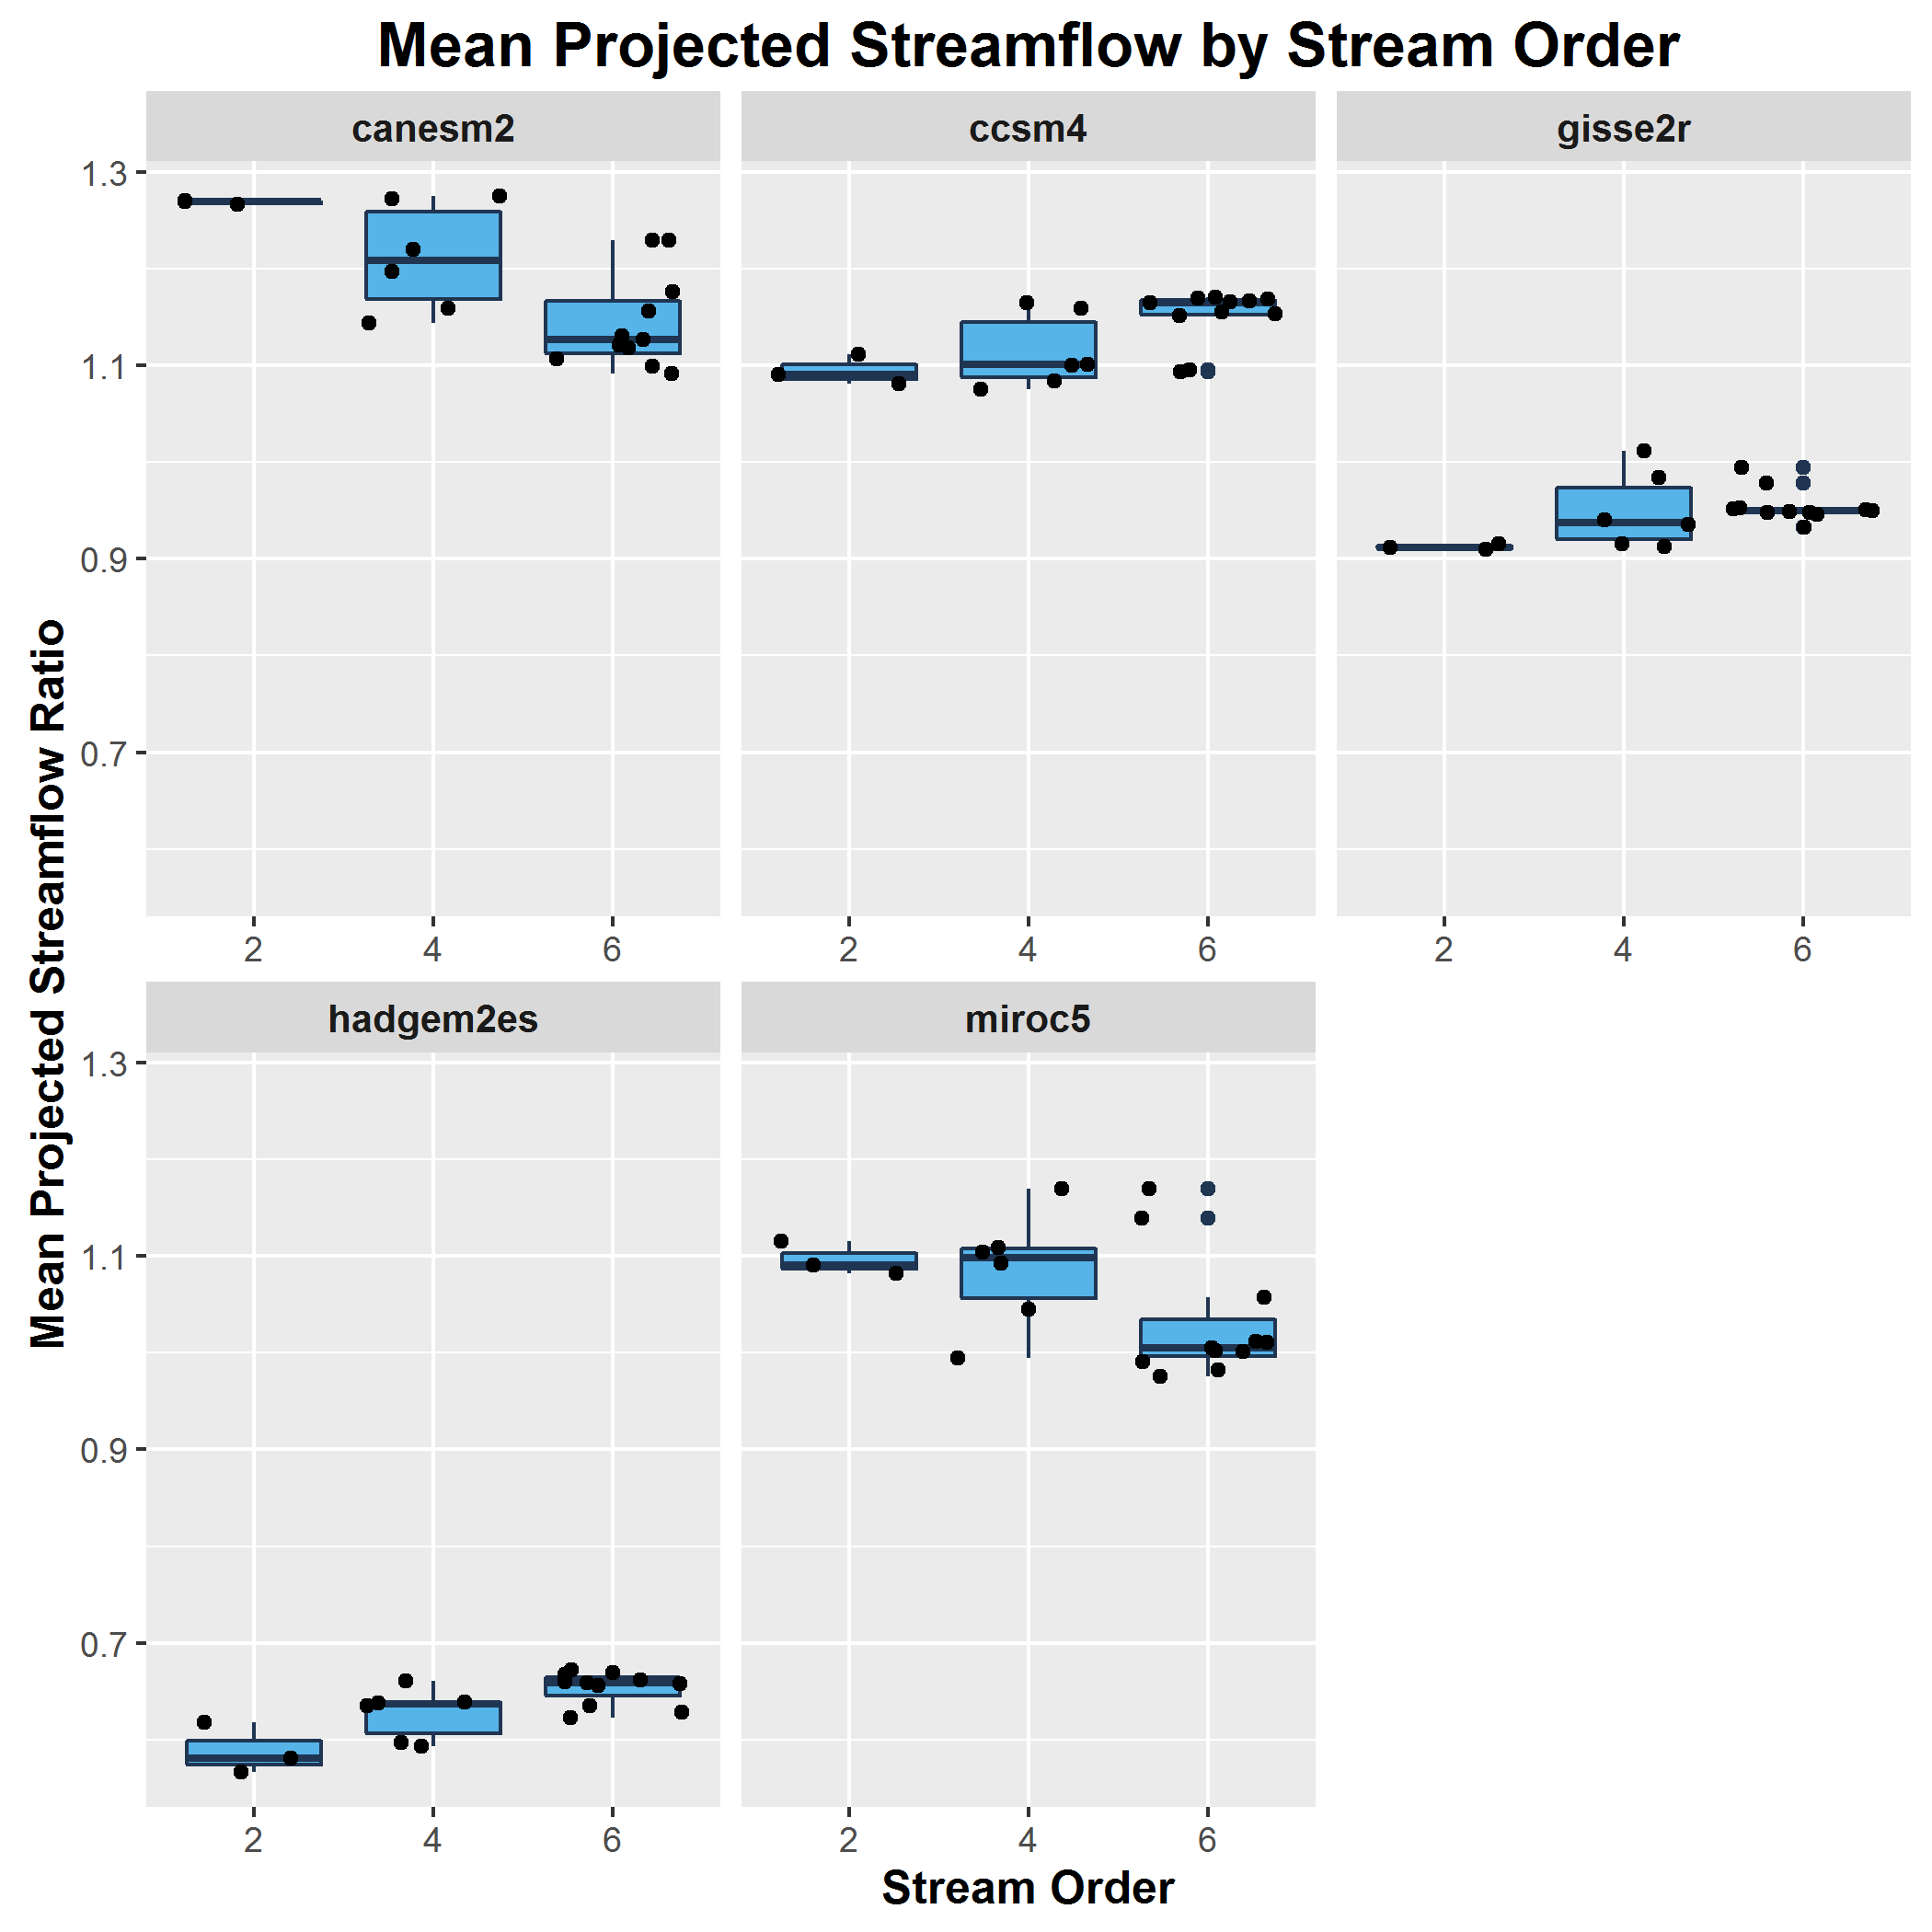 Mean Projected Streamflow by Stream Order
canesm2
ccsm4
gisse2r
1.3
1.1
0.9
0.7
2 4 6
2 4 6
2 4 6
Mean Projected Streamflow Ratio
hadgem2es
miroc5
1.3
1.1
0.9
0.7
2 4 6
2 4 6
Stream Order